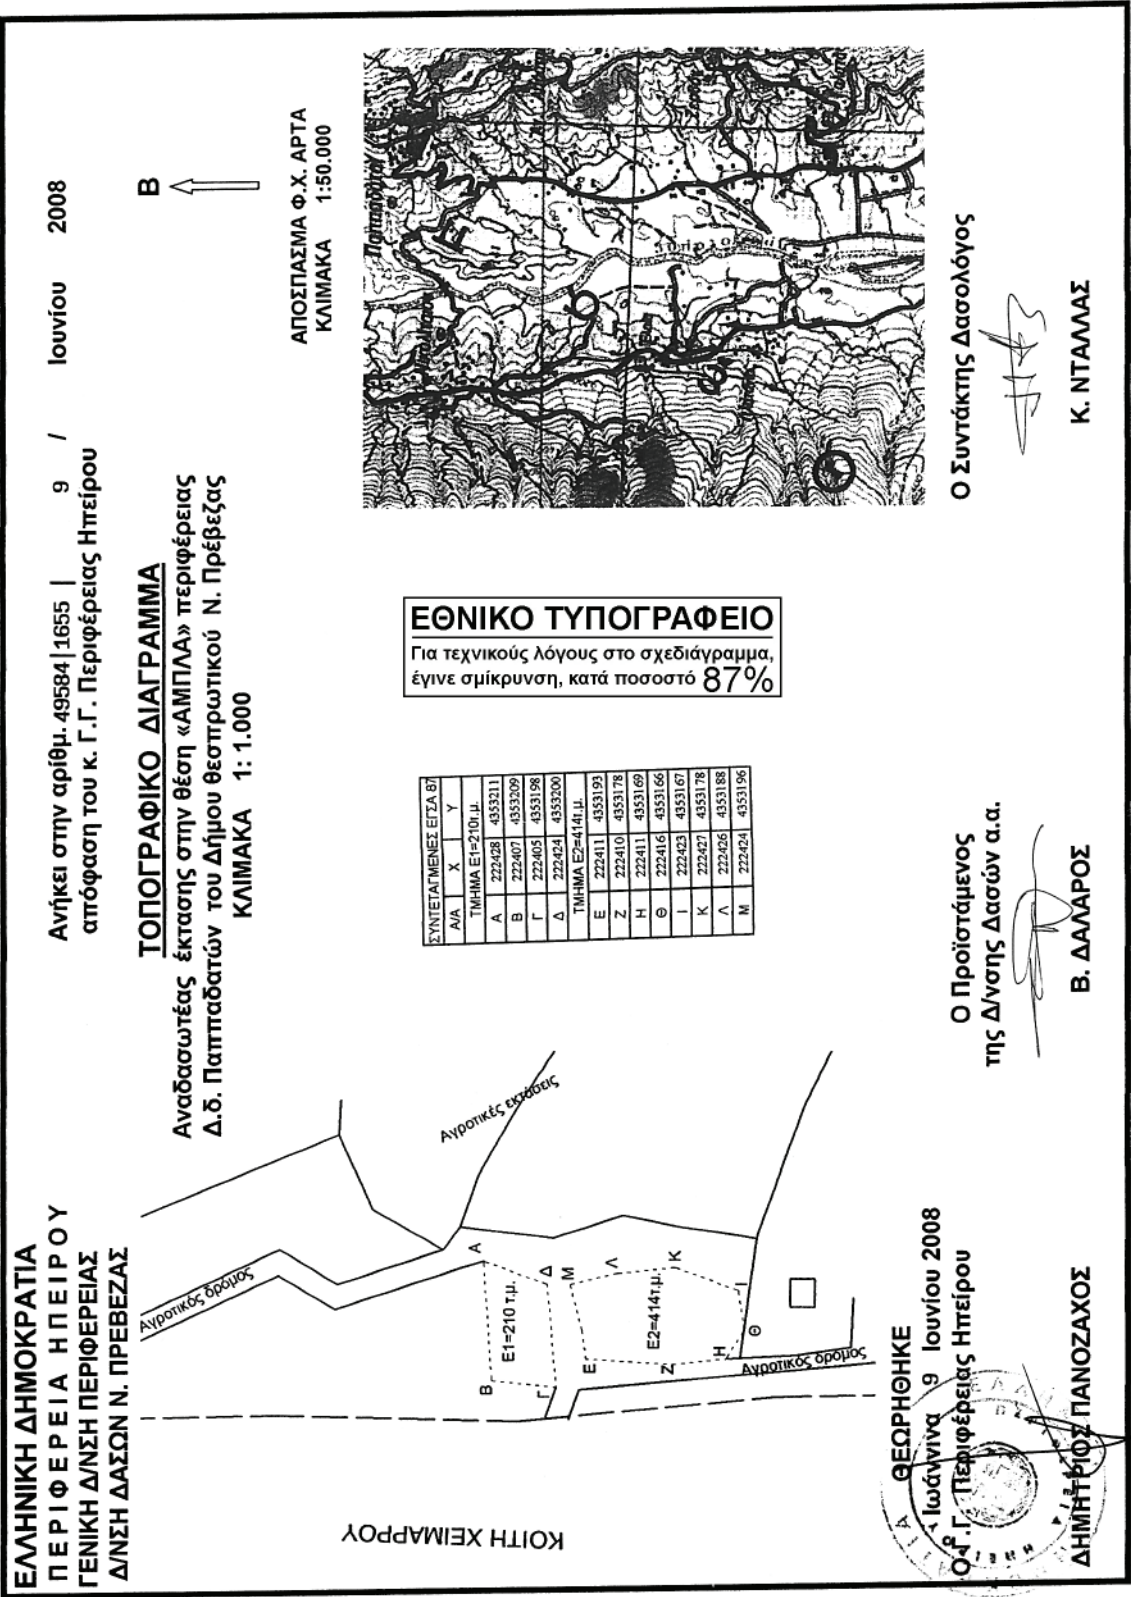 ΕΛΛΗΝΙΚΗ ΔΗΜΟΚΡΑΤΙΑ
ΠΕΡΙΦΕΡΕΙΑ ΗΠΕΙΡΟΥ
ΓΕΝΙΚΗ Δ/ΝΣΗ ΠΕΡΙΦΕΡΕΙΑΣ
Δ/ΝΣΗ ΔΑΣΩΝ Ν. ΠΡΕΒΕΖΑΣ
Ανήκει στην αρίθμ. 49584|1655 | 9 / Ιουνίου 2008
απόφαση του κ. Γ.Γ. Περιφέρειας Ηπείρου
ΤΟΠΟΓΡΑΦΙΚΟ ΔΙΑΓΡΑΜΜΑ
Αναδασωτέας έκτασης στην θέση «ΑΜΠΛΑ» περιφέρειας
Δ.δ. Παππαδατών του Δήμου Θεσπρωτικού Ν. Πρέβεζας
ΚΛΙΜΑΚΑ 1: 1.000
Β
ΑΠΟΣΠΑΣΜΑ Φ.Χ. ΑΡΤΑ
ΚΛΙΜΑΚΑ 1:50.000
ΕΘΝΙΚΟ ΤΥΠΟΓΡΑΦΕΙΟ
Για τεχνικούς λόγους στο σχεδιάγραμμα,
έγινε σμίκρυνση, κατά ποσοστό 87%
ΣΥΝΤΕΤΑΓΜΕΝΕΣ ΕΓΣΑ 87
Α/Α Χ Υ
ΤΜΗΜΑ Ε1=210τ.μ.
Α 222428 4353211
Β 222407 4353209
Γ 222405 4353198
Δ 222424 4353200
ΤΜΗΜΑ Ε2=414τ.μ.
Ε 222411 4353193
Ζ 222410 4353178
Η 222411 4353169
Θ 222416 4353166
Ι 222423 4353167
Κ 222427 4353178
Λ 222426 4353188
Μ 222424 4353196
Αγροτικός δρόμος
Αγροτικές εκτάσεις
Α
Β
Ε1=210 τ.μ.
Γ
Δ
Μ
Λ
Κ
Ε
Ε2=414τ.μ.
Ζ
Η
Θ
Ι
Αγροτικός δρόμος
ΚΟΙΤΗ ΧΕΙΜΑΡΡΟΥ
ΘΕΩΡΗΘΗΚΕ
Ιωάννινα 9 Ιουνίου 2008
Ο Γ.Γ. Περιφέρειας Ηπείρου
ΔΗΜΗΤΡΙΟΣ ΠΑΝΟΖΑΧΟΣ
Ο Προϊστάμενος
της Δ/νσης Δασών α.α.
Β. ΔΑΛΑΡΟΣ
Ο Συντάκτης Δασολόγος
Κ. ΝΤΑΛΛΑΣ